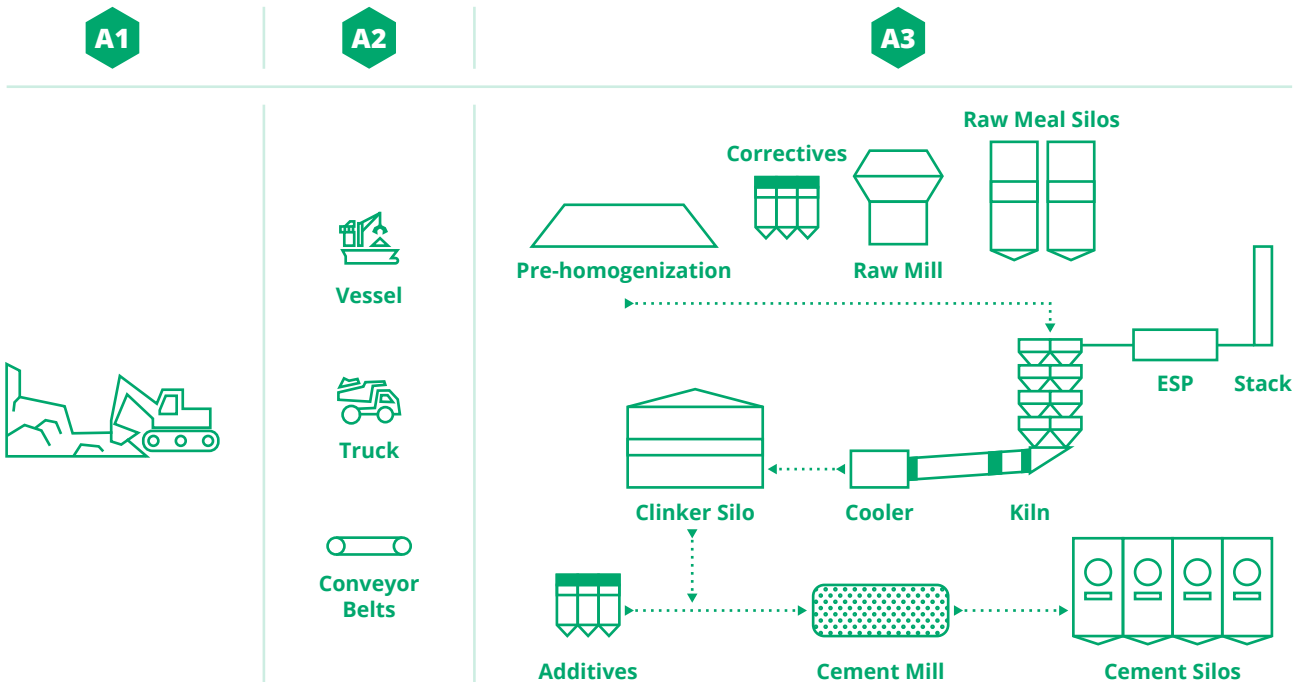 A1
A2
A3
Vessel
Truck
Conveyor
Belts
Raw Meal Silos
Correctives
Pre-homogenization
Raw Mill
ESP
Stack
Clinker Silo
Cooler
Kiln
Additives
Cement Mill
Cement Silos